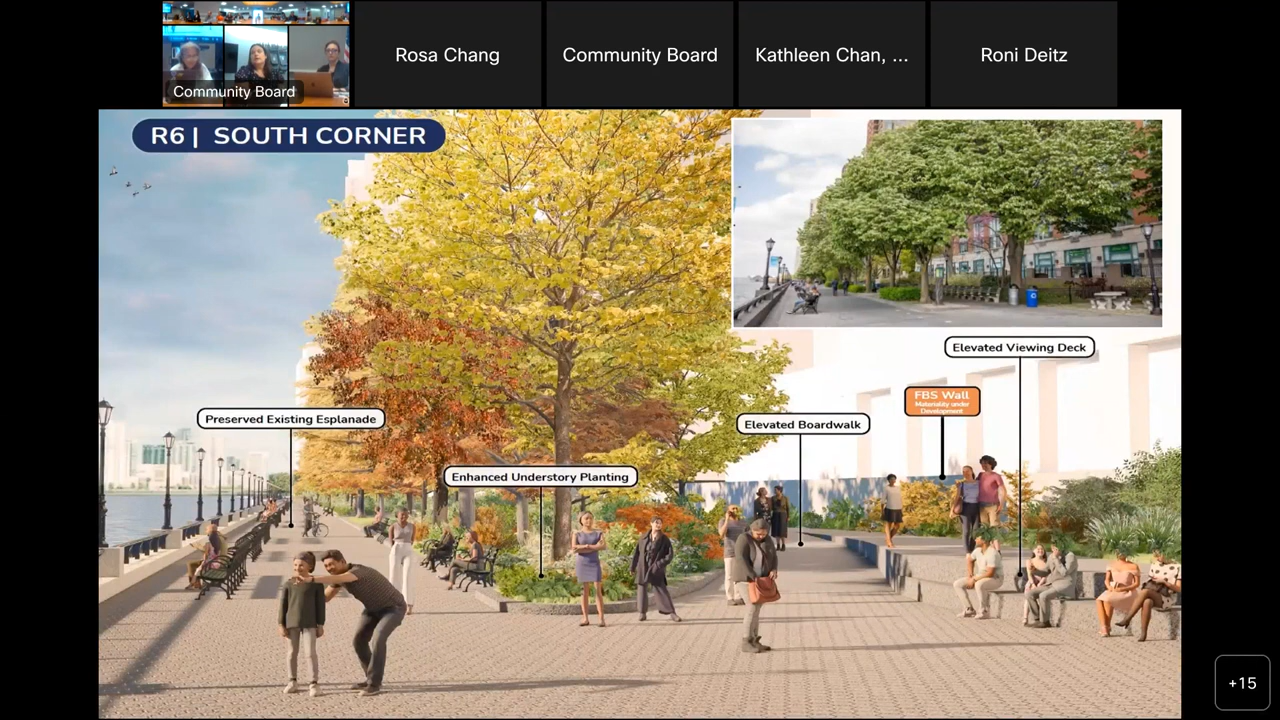 Community Board
Rosa Chang
Community Board
Kathleen Chan, ...
Roni Deitz
R6 | SOUTH CORNER
Elevated Viewing Deck
FBS Wall
Materiality under
Development
Preserved Existing Esplanade
Elevated Boardwalk
Enhanced Understory Planting
+15